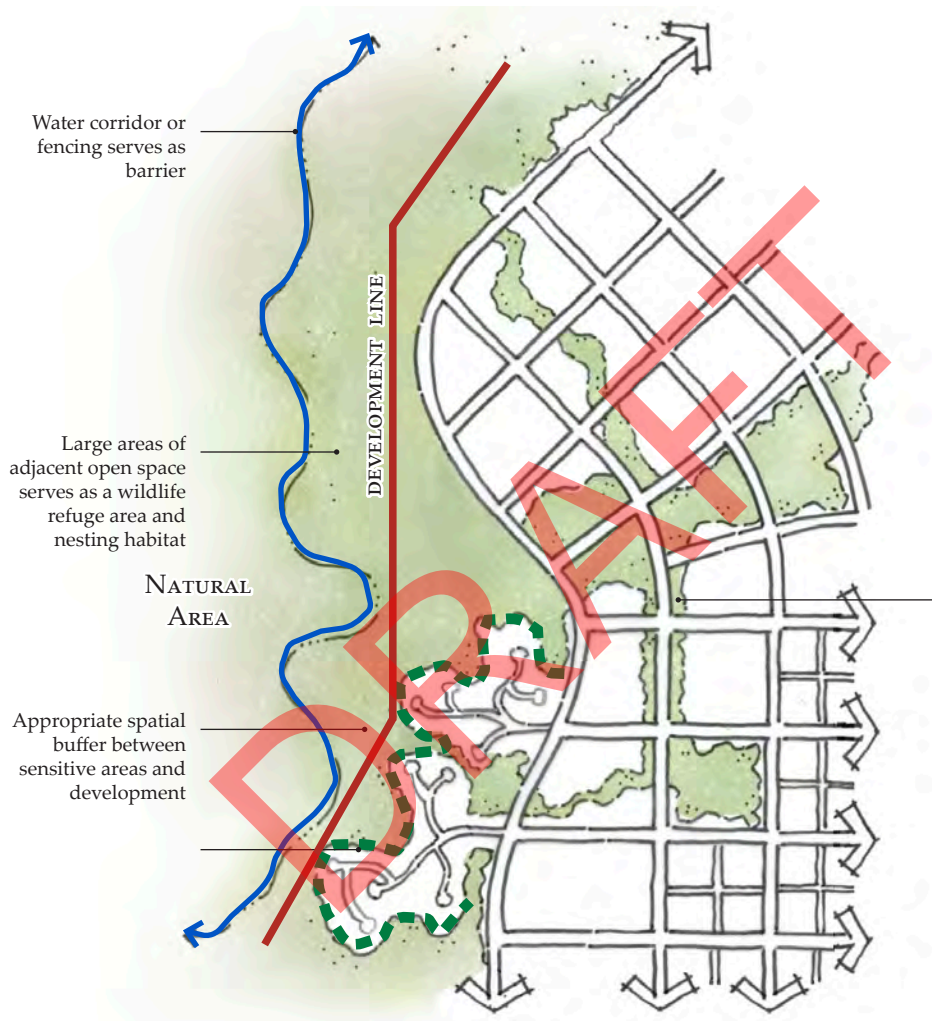 Water corridor or
fencing serves as
barrier
DEVELOPMENT LINE
Large areas of
adjacent open space
serves as a wildlife
refuge area and
nesting habitat
NATURAL
AREA
Appropriate spatial
buffer between
sensitive areas and
development
DRAFT